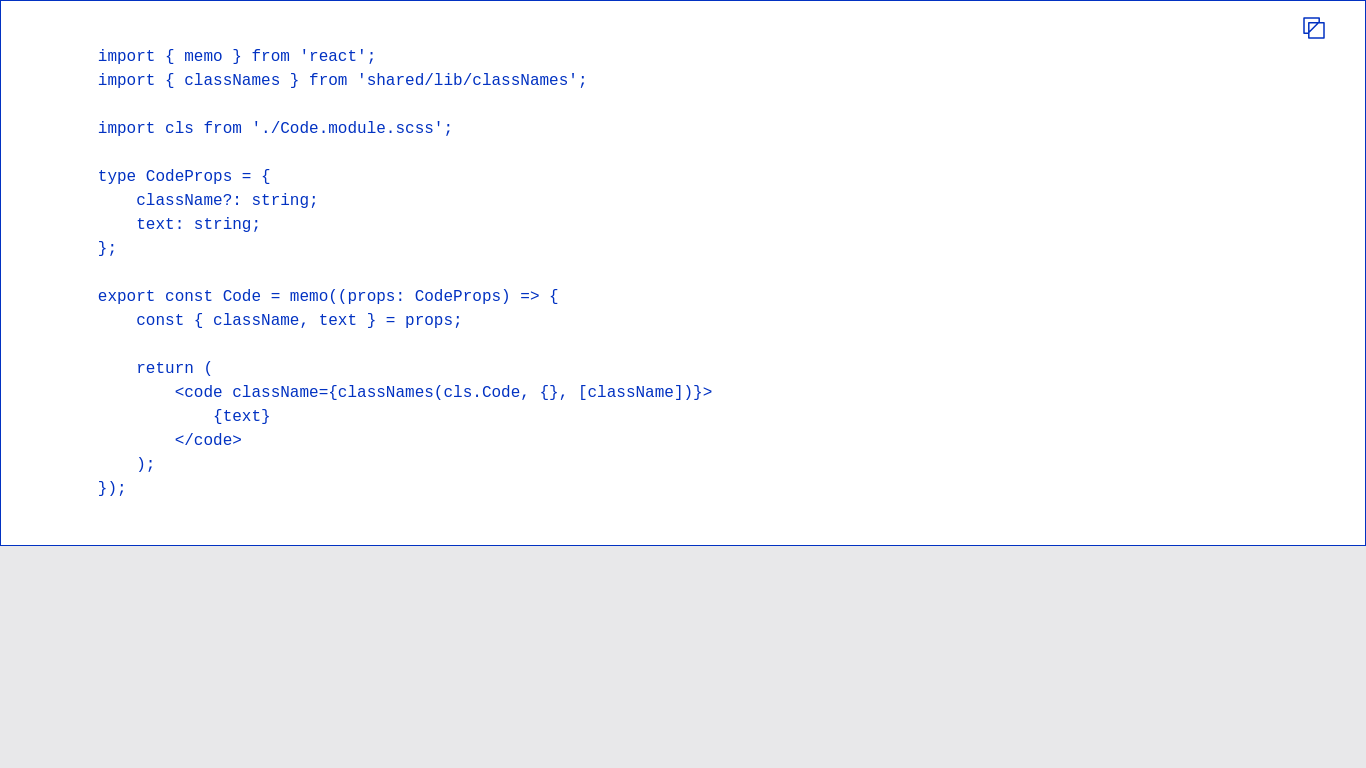 import { memo } from 'react';
import { classNames } from 'shared/lib/classNames';

import cls from './Code.module.scss';

type CodeProps = {
    className?: string;
    text: string;
};

export const Code = memo((props: CodeProps) => {
    const { className, text } = props;

    return (
        <code className={classNames(cls.Code, {}, [className])}>
            {text}
        </code>
    );
});